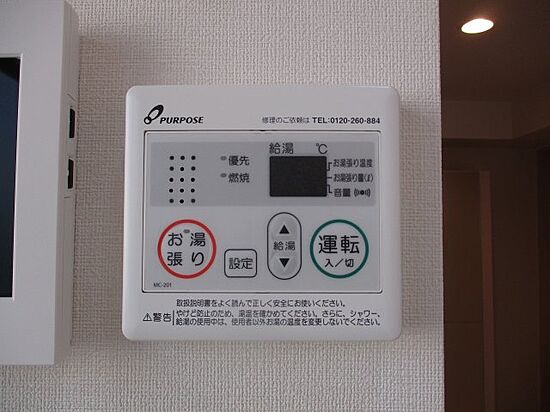 PURPOSE
修理のご依頼は TEL:0120-260-884
給湯 ℃
優先
燃焼
お湯張り温度
お湯張り量(ℓ)
音量
お湯
張り
設定
給湯
運転
入/切
MC-201
取扱説明書をよく読んで正しく安全にお使いください。
⚠警告 やけど防止のため、湯温を確かめてください。さらに、シャワー、
給湯の使用中は、使用者以外お湯の温度を変更しないでください。